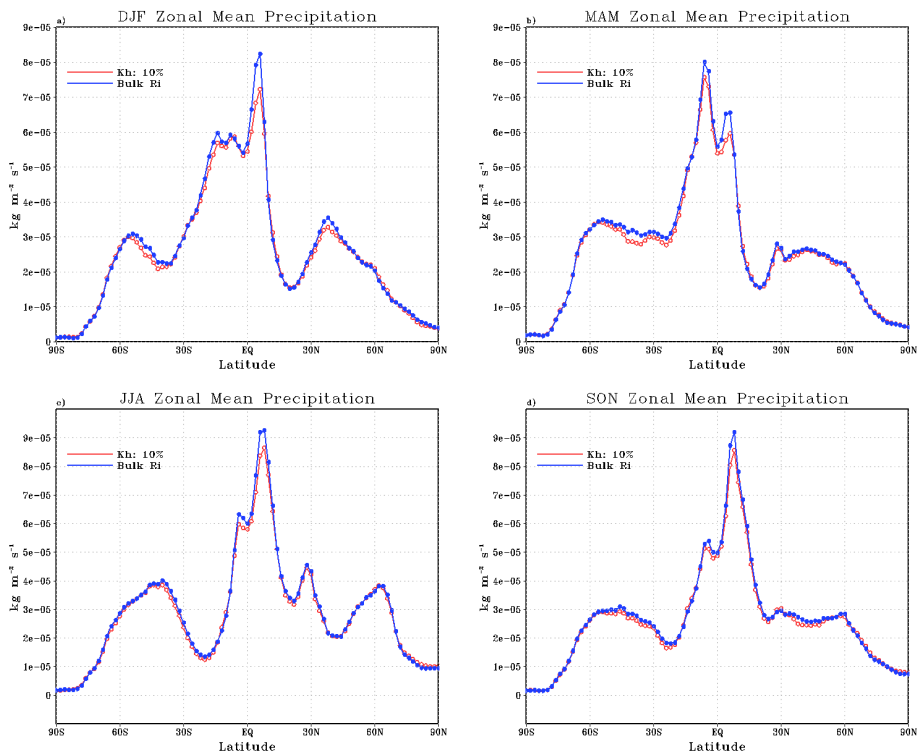 a) DJF Zonal Mean Precipitation
9e-05
8e-05
7e-05
6e-05
5e-05
4e-05
3e-05
2e-05
1e-05
0
kg m⁻² s⁻¹
Kh: 10%
Bulk Ri
90S 60S 30S EQ 30N 60N 90N
Latitude
b) MAM Zonal Mean Precipitation
9e-05
8e-05
7e-05
6e-05
5e-05
4e-05
3e-05
2e-05
1e-05
0
kg m⁻² s⁻¹
Kh: 10%
Bulk Ri
90S 60S 30S EQ 30N 60N 90N
Latitude
c) JJA Zonal Mean Precipitation
9e-05
8e-05
7e-05
6e-05
5e-05
4e-05
3e-05
2e-05
1e-05
0
kg m⁻² s⁻¹
Kh: 10%
Bulk Ri
90S 60S 30S EQ 30N 60N 90N
Latitude
d) SON Zonal Mean Precipitation
9e-05
8e-05
7e-05
6e-05
5e-05
4e-05
3e-05
2e-05
1e-05
0
kg m⁻² s⁻¹
Kh: 10%
Bulk Ri
90S 60S 30S EQ 30N 60N 90N
Latitude